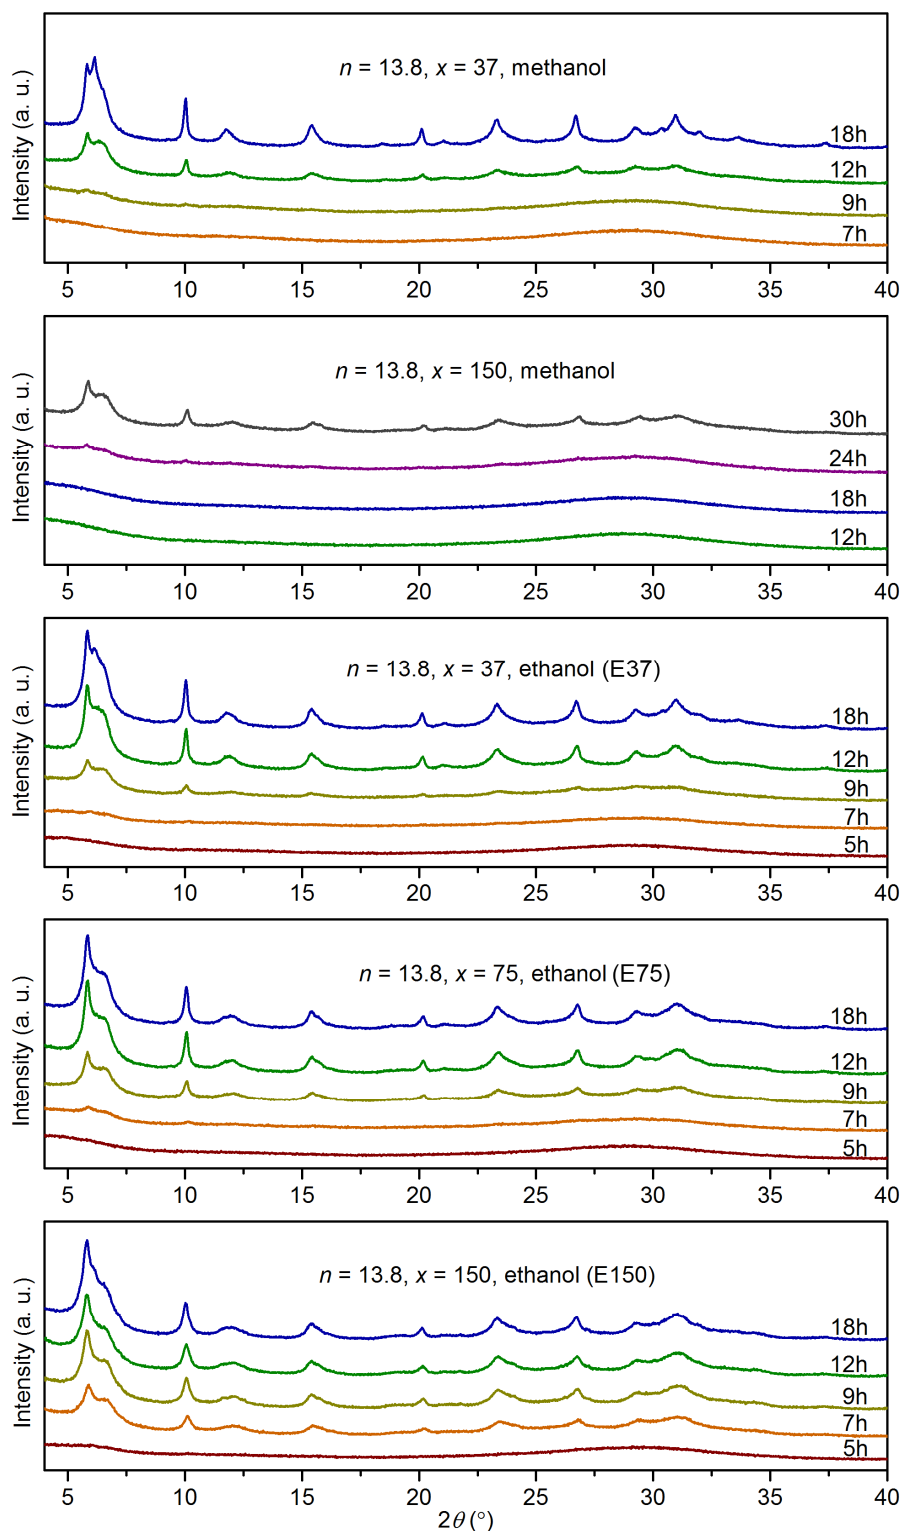 Intensity (a. u.)
n = 13.8, x = 37, methanol
18h
12h
9h
7h
5 10 15 20 25 30 35 40
Intensity (a. u.)
n = 13.8, x = 150, methanol
30h
24h
18h
12h
5 10 15 20 25 30 35 40
Intensity (a. u.)
n = 13.8, x = 37, ethanol (E37)
18h
12h
9h
7h
5h
5 10 15 20 25 30 35 40
Intensity (a. u.)
n = 13.8, x = 75, ethanol (E75)
18h
12h
9h
7h
5h
5 10 15 20 25 30 35 40
Intensity (a. u.)
n = 13.8, x = 150, ethanol (E150)
18h
12h
9h
7h
5h
5 10 15 20 25 30 35 40
2θ (°)